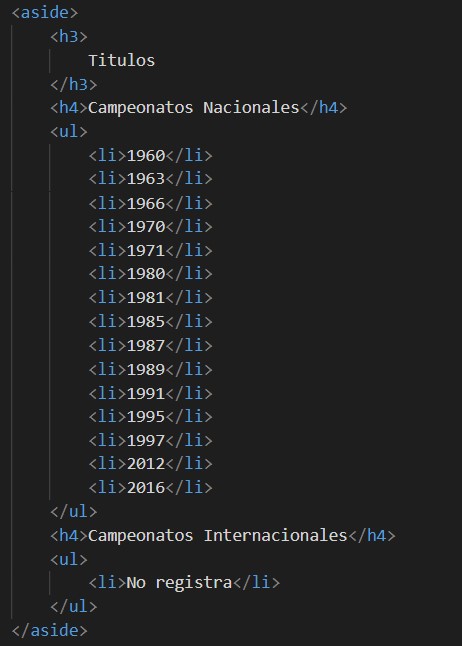 <aside>
<h3>
Titulos
</h3>
<h4>Campeonatos Nacionales</h4>
<ul>
<li>1960</li>
<li>1963</li>
<li>1966</li>
<li>1970</li>
<li>1971</li>
<li>1980</li>
<li>1981</li>
<li>1985</li>
<li>1987</li>
<li>1989</li>
<li>1991</li>
<li>1995</li>
<li>1997</li>
<li>2012</li>
<li>2016</li>
</ul>
<h4>Campeonatos Internacionales</h4>
<ul>
<li>No registra</li>
</ul>
</aside>